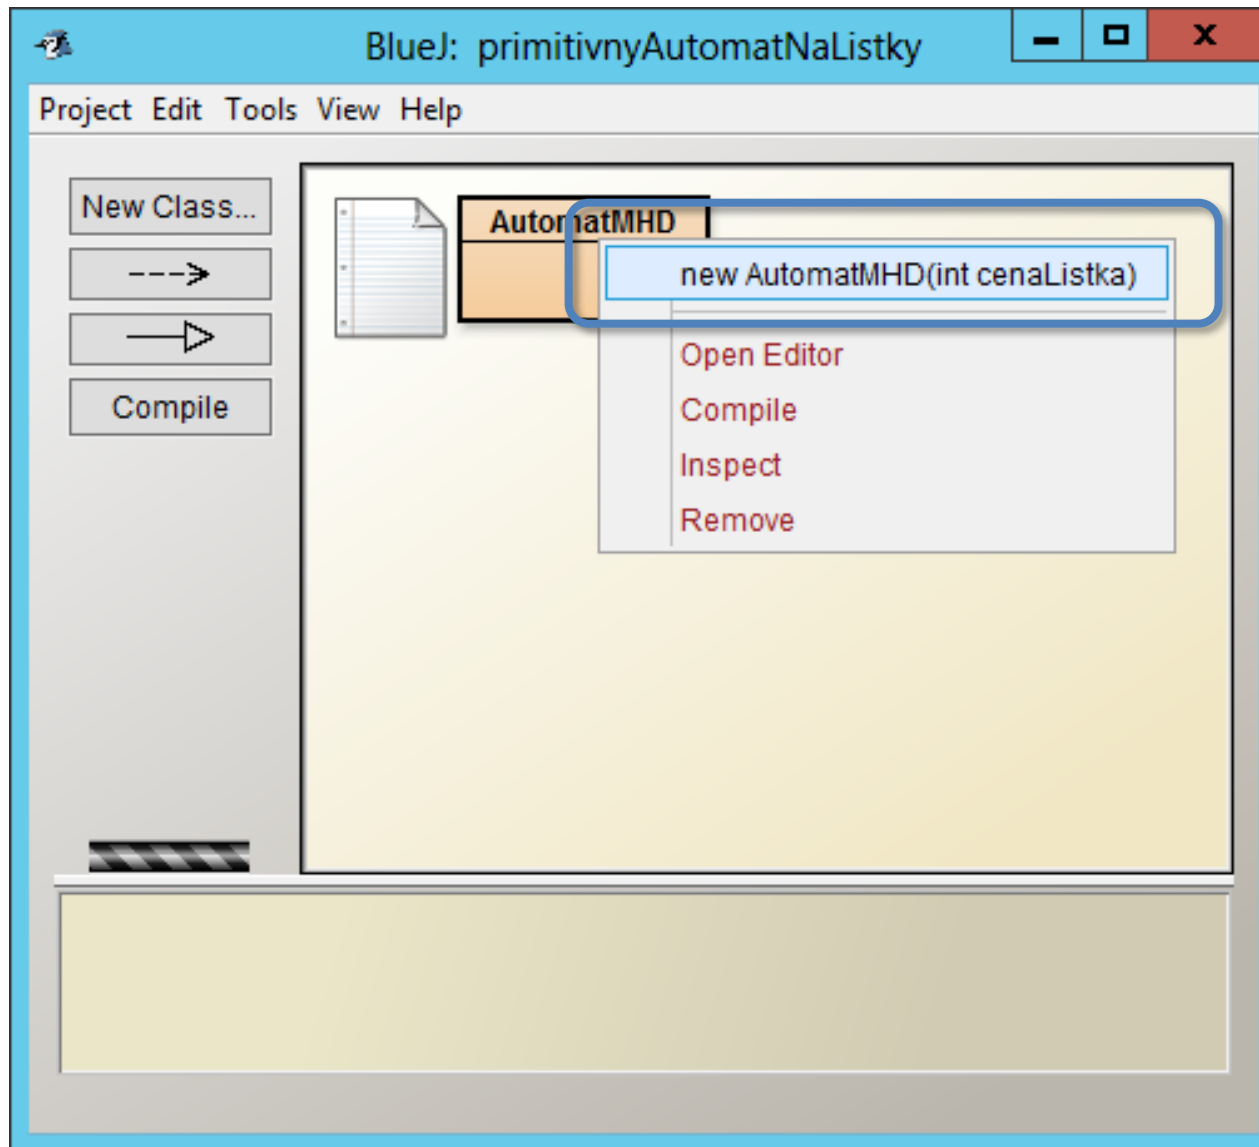 BlueJ: primitivnyAutomatNaListky
Project Edit Tools View Help
New Class...
Compile
AutomatMHD
new AutomatMHD(int cenaListka)
Open Editor
Compile
Inspect
Remove